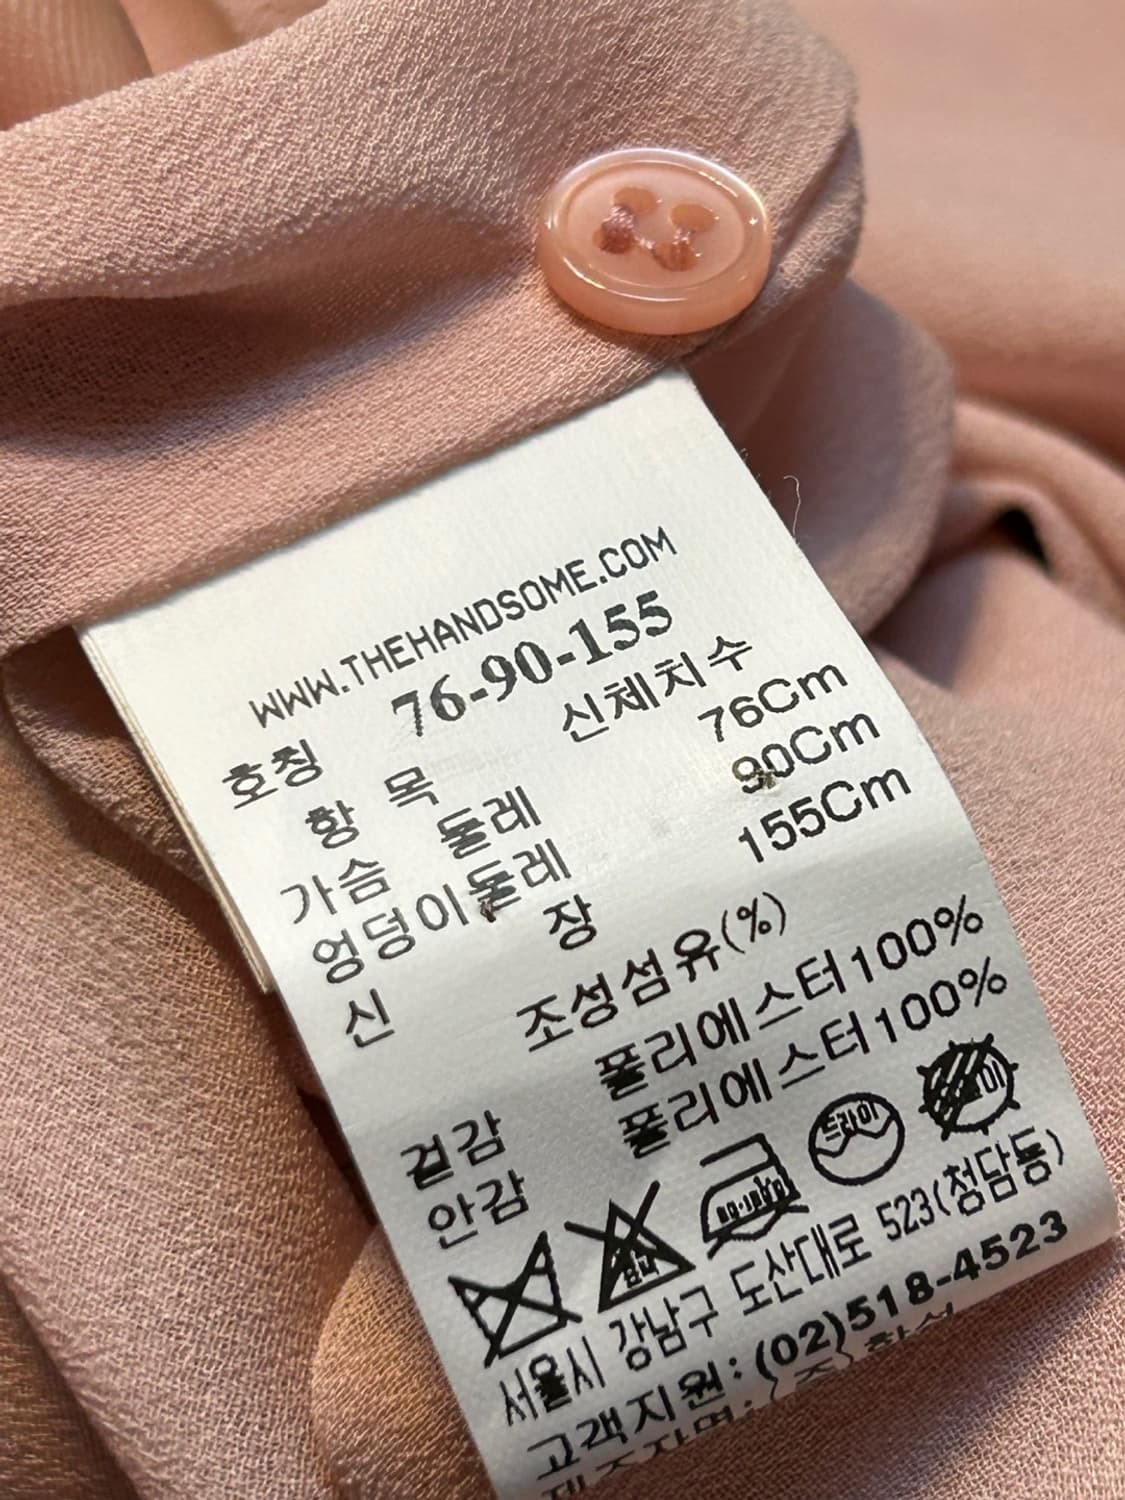 WWW.THEHANDSOME.COM
호칭 76-90-155
항 목 신체치수
가슴 둘레 76Cm
엉덩이둘레 90Cm
신 장 155Cm
조성섬유(%)
겉감 폴리에스터100%
안감 폴리에스터100%
드라이
서울시 강남구 도산대로 523(청담동)
고객지원:(02)518-4523